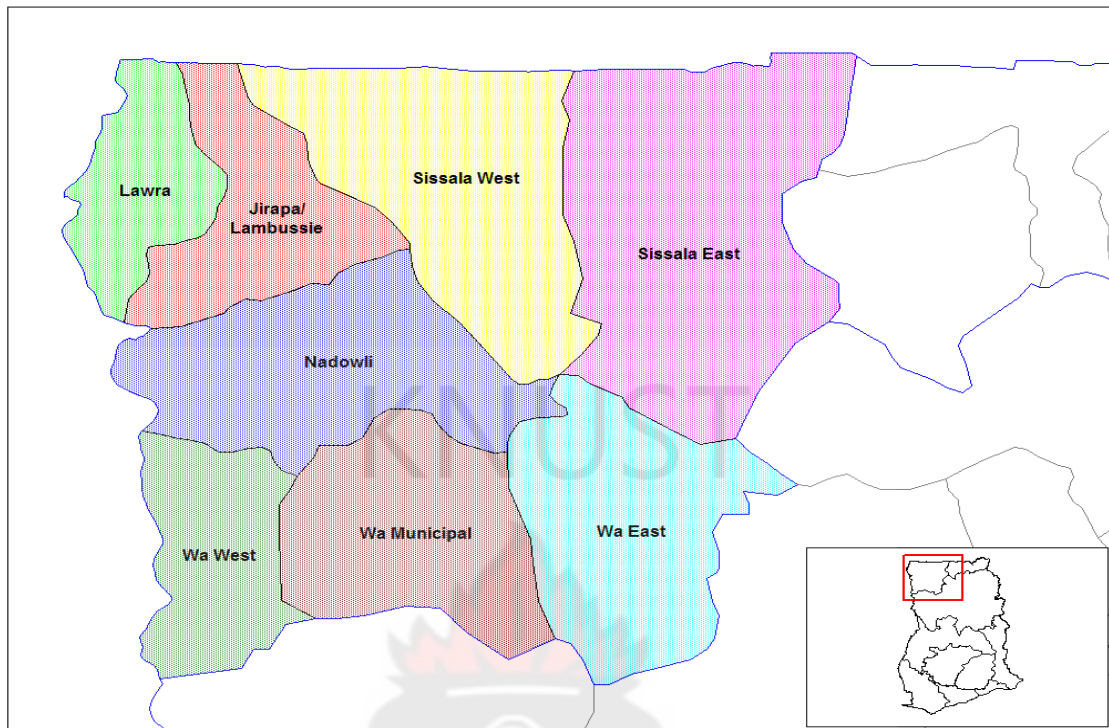 Lawra
Jirapa/
Lambussie
Sissala West
Sissala East
Nadowli
KNUST
Wa West
Wa Municipal
Wa East